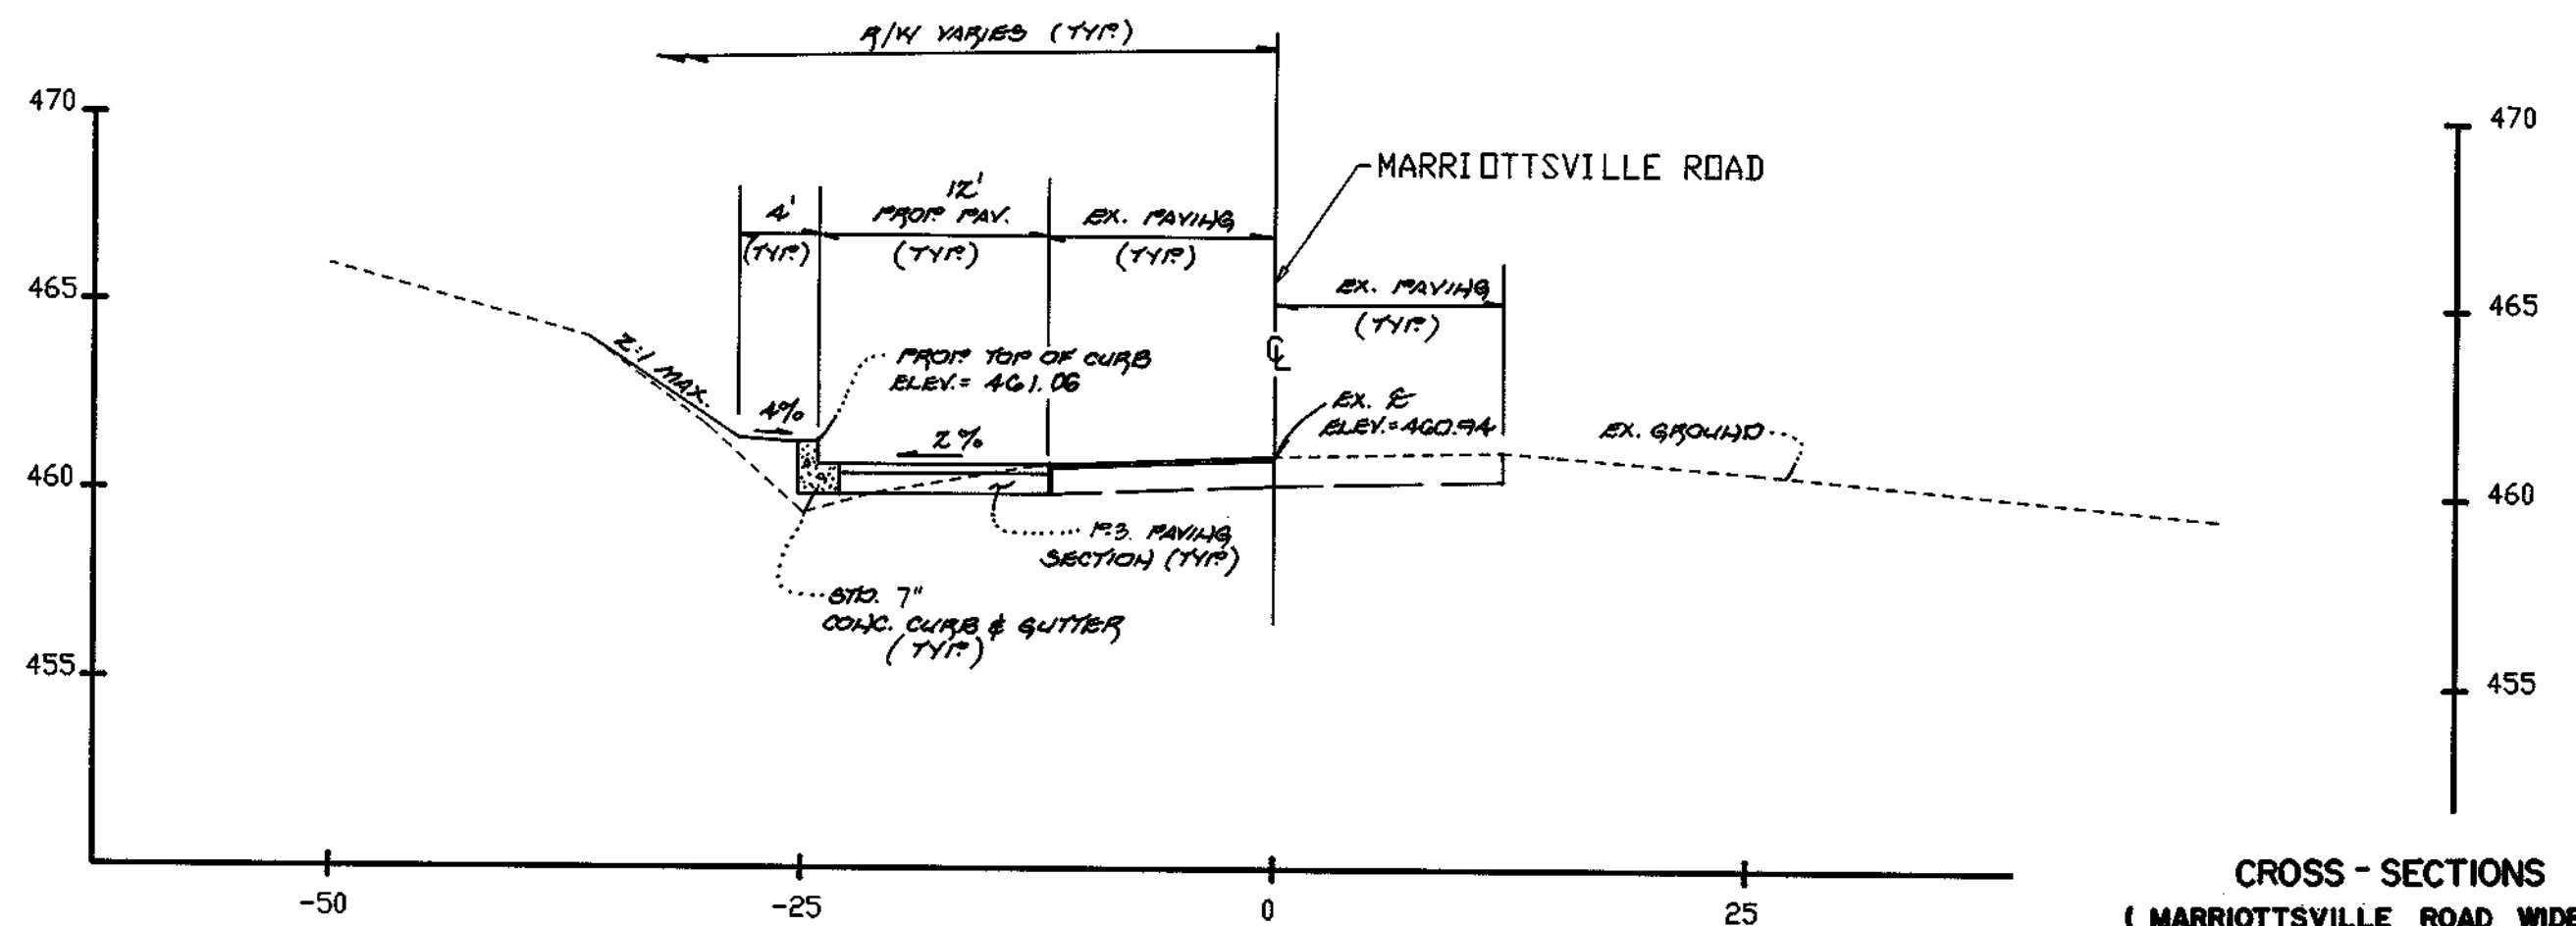 R/W VARIES (TYP.)
470
470
MARRIOTTSVILLE ROAD
4'
(TYP.)
12'
PROP. PAV.
(TYP.)
EX. PAVING
(TYP.)
465
EX. PAVING
(TYP.)
465
2:1 MAX.
PROP. TOP OF CURB
ELEV.= 461.06
℄
4%
2%
EX. ℄
ELEV.= 460.94
EX. GROUND
460
460
P.3. PAVING
SECTION (TYP.)
STD. 7"
CONC. CURB & GUTTER
(TYP.)
455
455
-50
-25
0
25
CROSS - SECTIONS
( MARRIOTTSVILLE ROAD WIDE